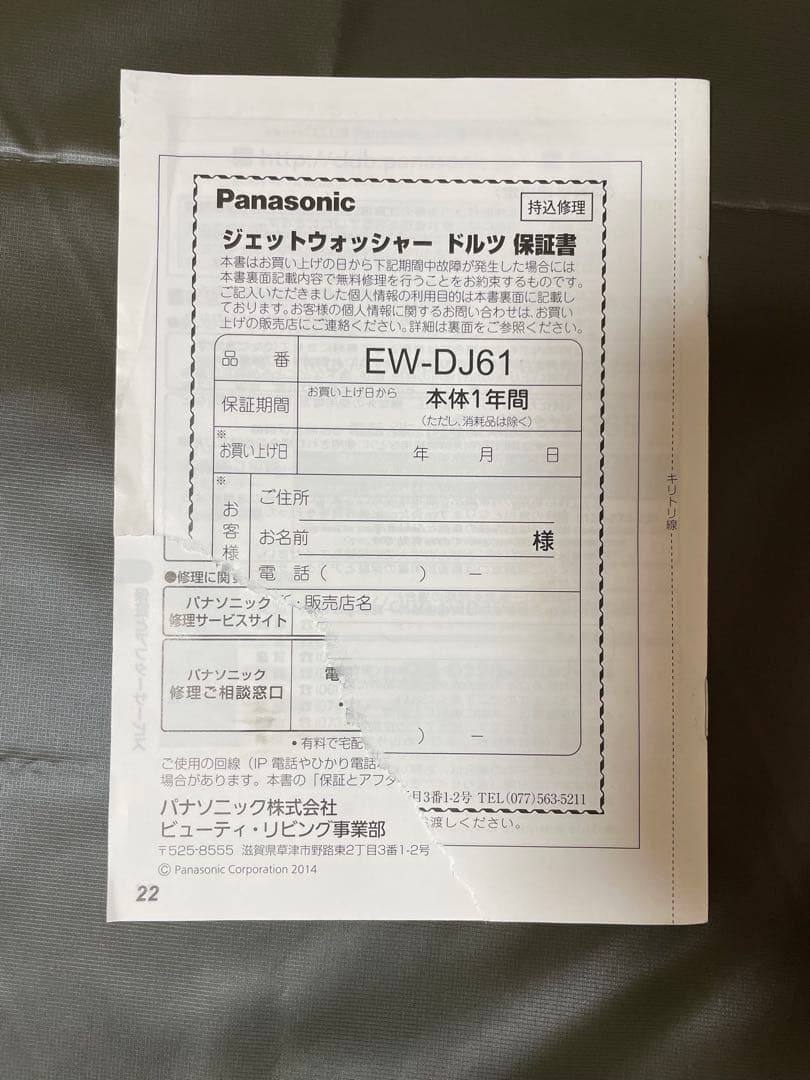 Panasonic
持込修理
ジェットウォッシャー ドルツ 保証書
本書はお買い上げの日から下記期間中故障が発生した場合には
本書裏面記載内容で無料修理を行うことをお約束するものです。
ご記入いただきました個人情報の利用目的は本書裏面に記載し
ております。お客様の個人情報に関するお問い合わせは、お買い
上げの販売店にご連絡ください。詳細は裏面をご参照ください。
品 番 EW-DJ61
保証期間 お買い上げ日から 本体1年間
(ただし、消耗品は除く)
※お買い上げ日 年 月 日
※お客様
ご住所
お名前 様
電 話 ( ) ー
キリトリ線
●修理に関す
・販売店名
パナソニック
修理サービスサイト
電
パナソニック
修理ご相談窓口
) ー
• 有料で宅配
ご使用の回線(IP 電話やひかり電話
場合があります。本書の「保証とアフタ
目3番1-2号 TEL(077)563-5211
パナソニック株式会社
渡しください。
ビューティ・リビング事業部
〒525-8555 滋賀県草津市野路東2丁目3番1-2号
© Panasonic Corporation 2014
22